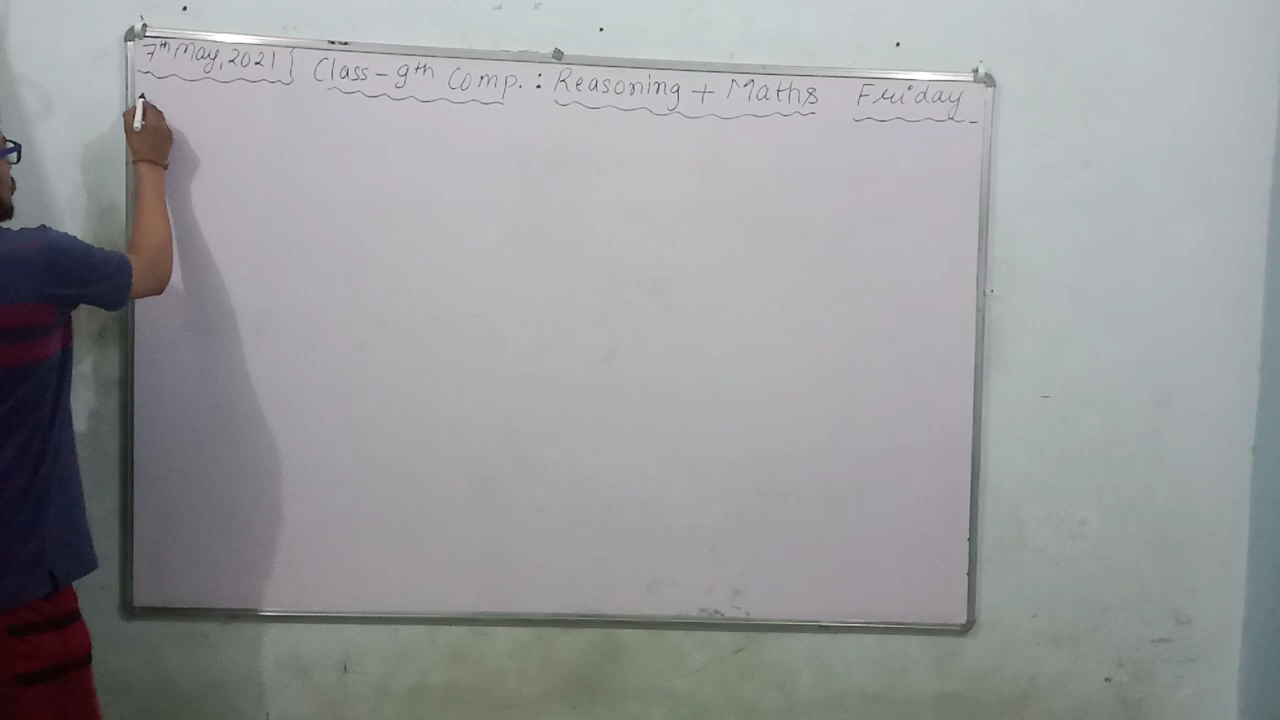 7th May, 2021} Class - 9th Comp. : Reasoning + Maths Friday